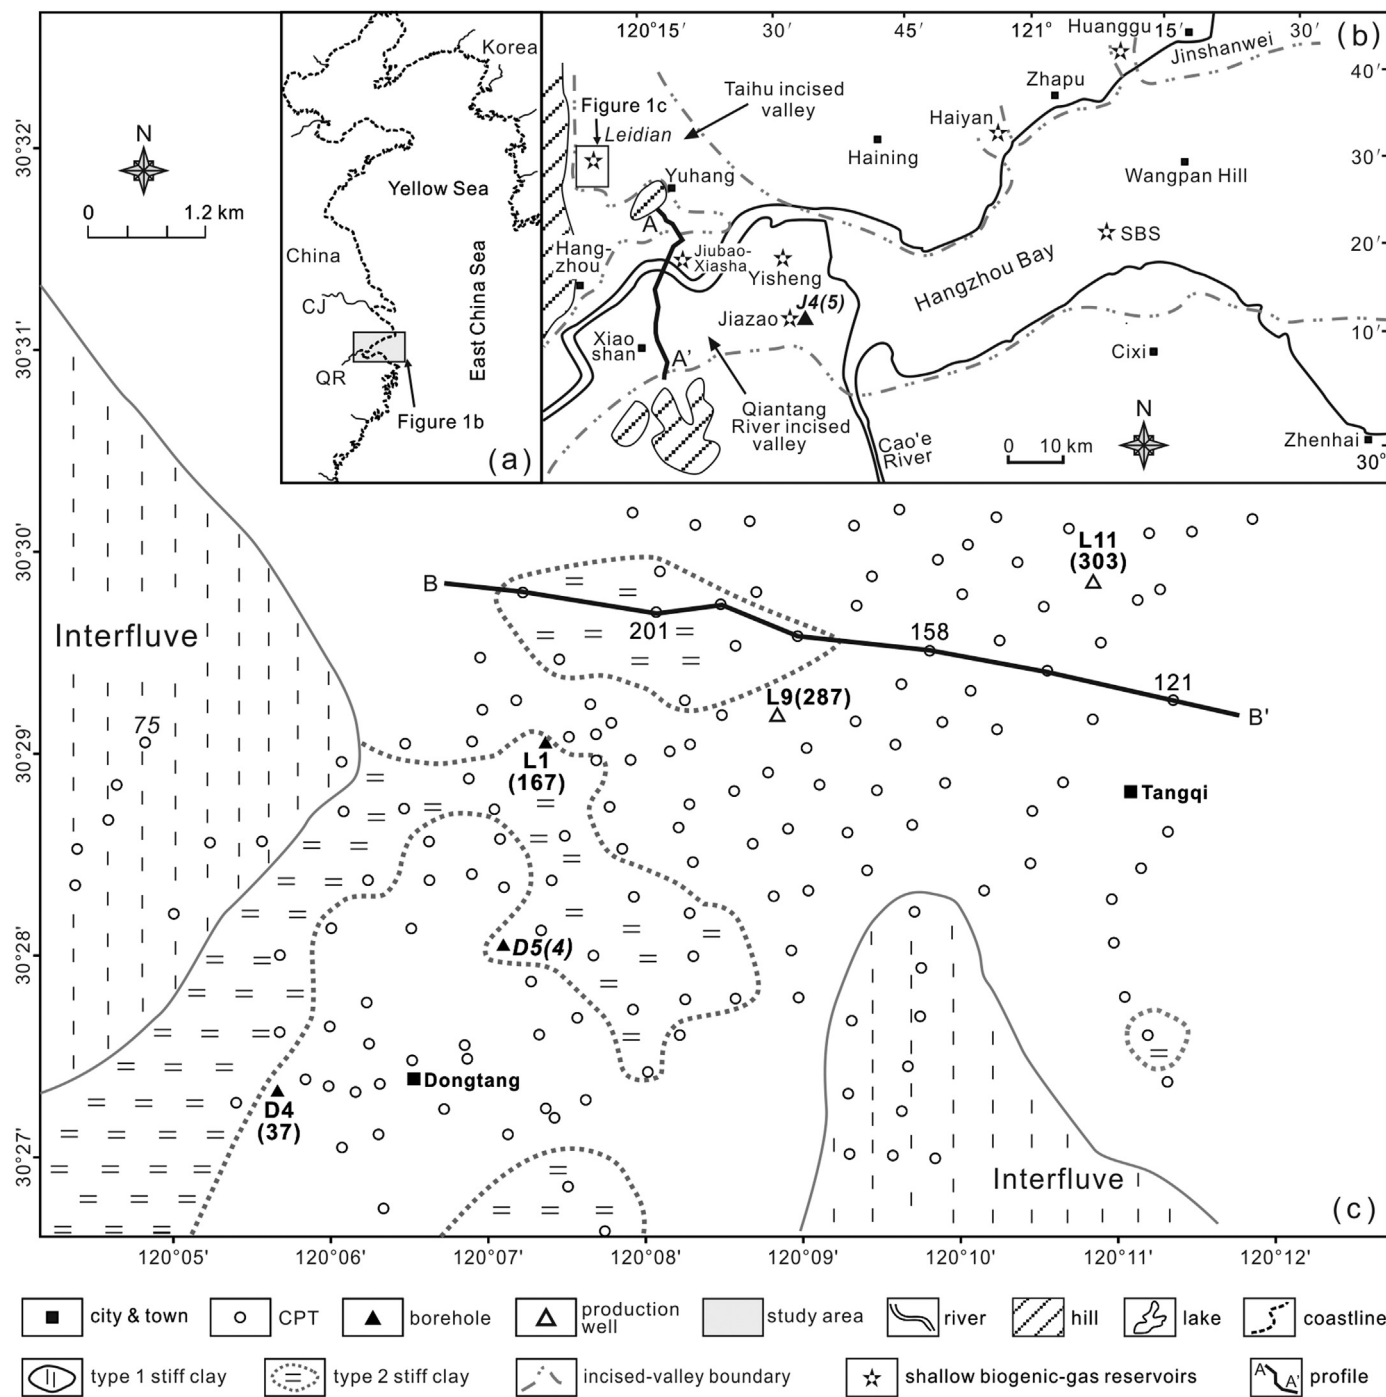 N
0
1.2 km
30°32'
30°31'
30°30'
30°29'
30°28'
30°27'
Korea
Yellow Sea
China
CJ
East China Sea
QR
Figure 1b
(a)
120°15′
30′
45′
121°
15′
30′
(b)
Huanggu
Jinshanwei
40′
Taihu incised
valley
Zhapu
Figure 1c
Leidian
Haiyan
Haining
30′
Wangpan Hill
Yuhang
A
SBS
20′
Hang-
zhou
Jiubao-
Xiasha
Yisheng
Hangzhou Bay
J4(5)
Jiazao
10′
Xiao
shan
A'
Cixi
Qiantang
River incised
valley
Cao'e
River
N
0
10 km
Zhenhai
30°
L11
(303)
B
201
158
121
B'
Interfluve
L9(287)
75
L1
(167)
Tangqi
D5(4)
Dongtang
D4
(37)
Interfluve
(c)
120°05'
120°06'
120°07'
120°08'
120°09'
120°10'
120°11'
120°12'
city & town
CPT
borehole
production
well
study area
river
hill
lake
coastline
type 1 stiff clay
type 2 stiff clay
incised-valley boundary
shallow biogenic-gas reservoirs
A
A'
profile